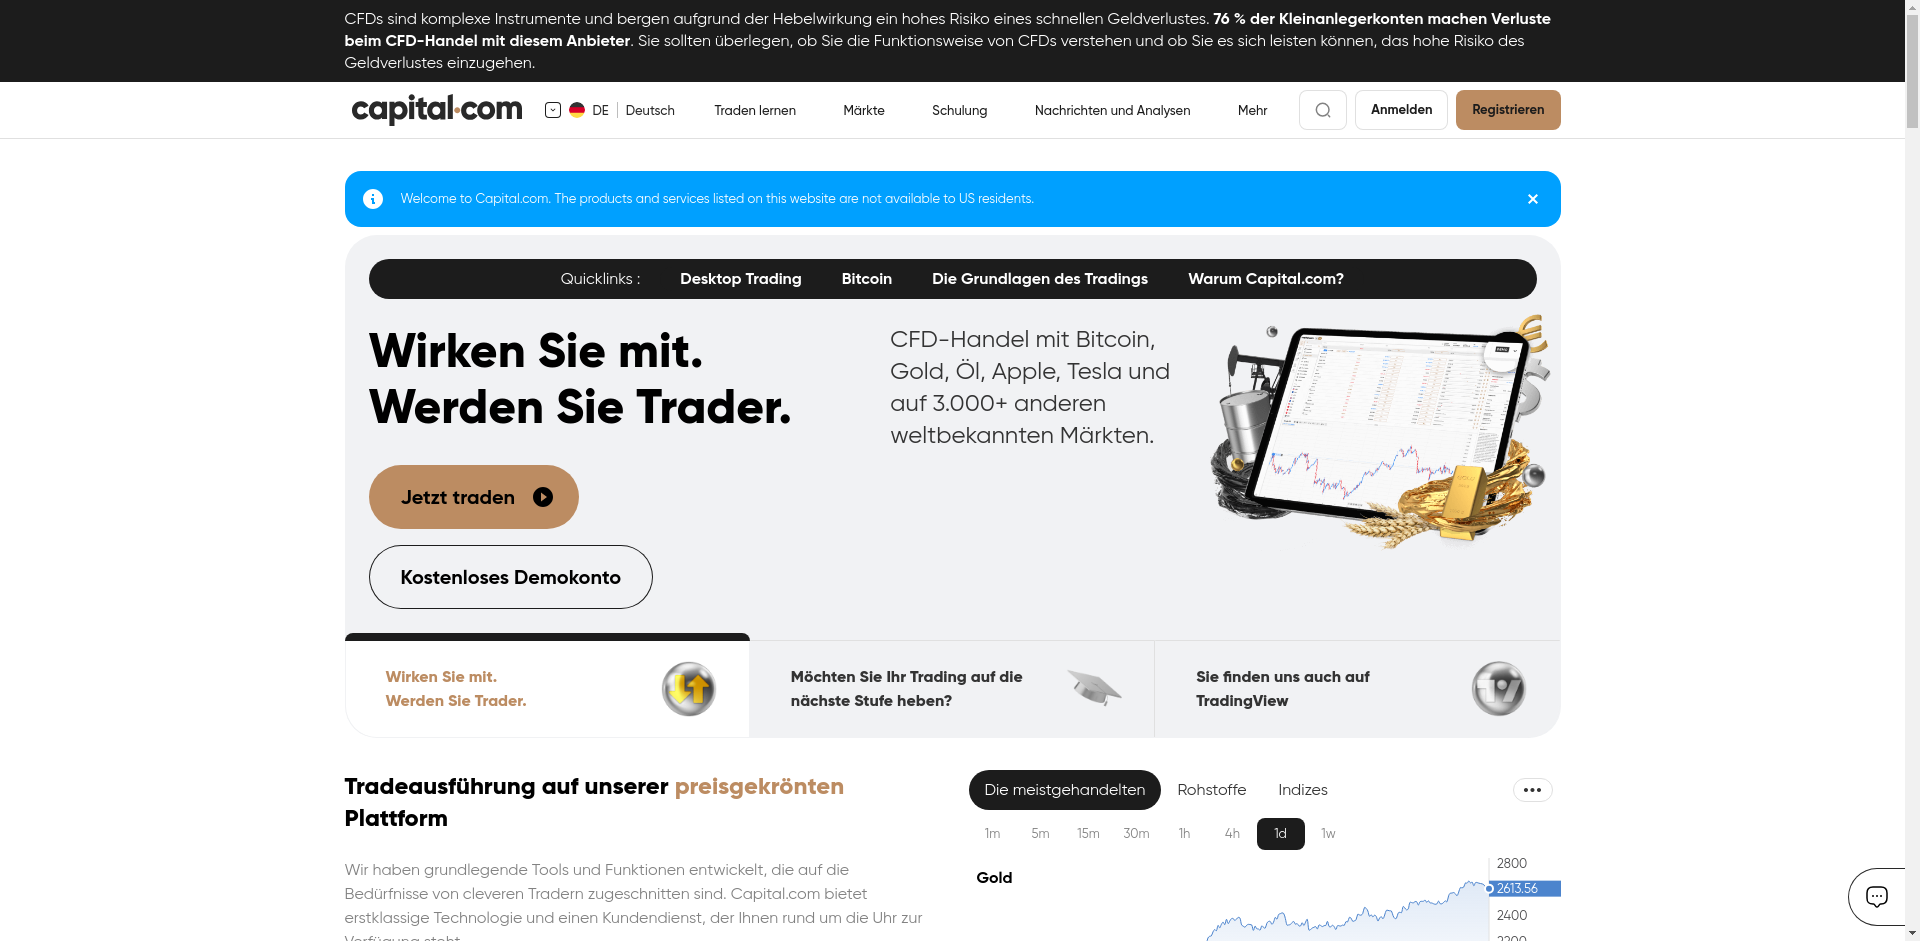 CFDs sind komplexe Instrumente und bergen aufgrund der Hebelwirkung ein hohes Risiko eines schnellen Geldverlustes. 76 % der Kleinanlegerkonten machen Verluste
beim CFD-Handel mit diesem Anbieter. Sie sollten überlegen, ob Sie die Funktionsweise von CFDs verstehen und ob Sie es sich leisten können, das hohe Risiko des
Geldverlustes einzugehen.
capital.com
DE | Deutsch
Traden lernen
Märkte
Schulung
Nachrichten und Analysen
Mehr
Anmelden
Registrieren
Welcome to Capital.com. The products and services listed on this website are not available to US residents.
Quicklinks :
Desktop Trading
Bitcoin
Die Grundlagen des Tradings
Warum Capital.com?
Wirken Sie mit.
Werden Sie Trader.
CFD-Handel mit Bitcoin,
Gold, Öl, Apple, Tesla und
auf 3.000+ anderen
weltbekannten Märkten.
Jetzt traden
Kostenloses Demokonto
Wirken Sie mit.
Werden Sie Trader.
Möchten Sie Ihr Trading auf die
nächste Stufe heben?
Sie finden uns auch auf
TradingView
Tradeausführung auf unserer preisgekrönten
Plattform
Wir haben grundlegende Tools und Funktionen entwickelt, die auf die
Bedürfnisse von cleveren Tradern zugeschnitten sind. Capital.com bietet
erstklassige Technologie und einen Kundendienst, der Ihnen rund um die Uhr zur
Verfügung steht.
Die meistgehandelten
Rohstoffe
Indizes
1m
5m
15m
30m
1h
4h
1d
1w
Gold
2800
2613.56
2400
2200